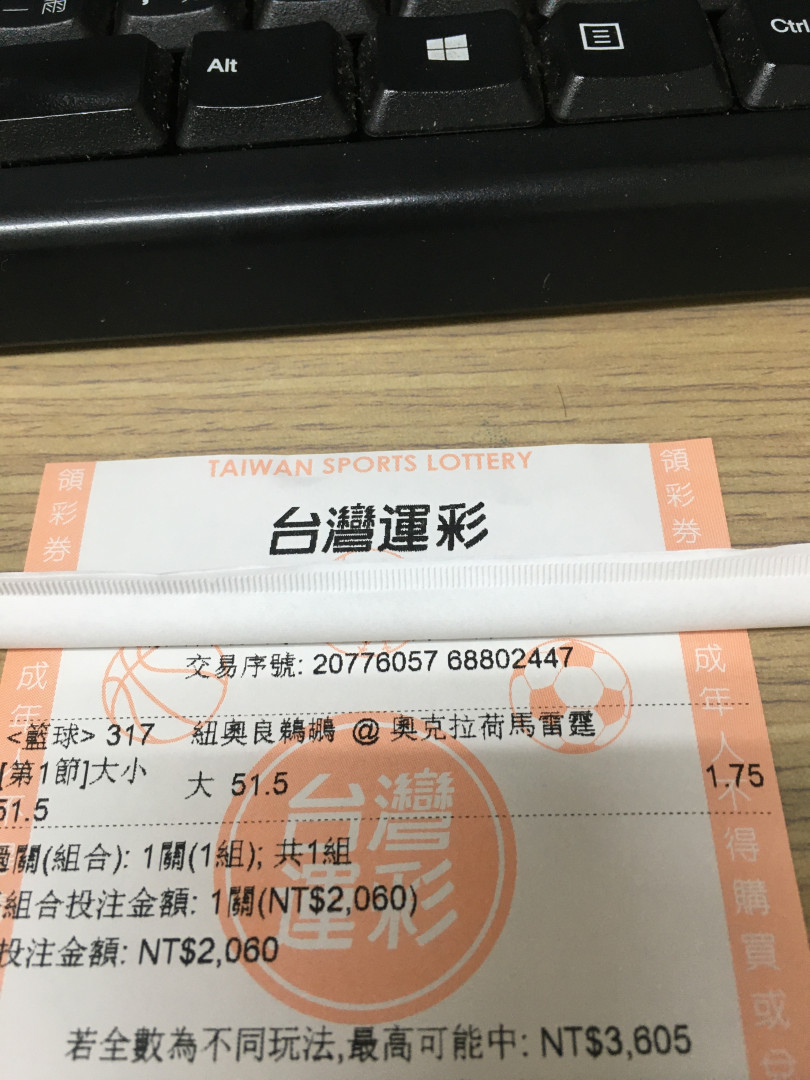 雨
Alt
Ctrl
TAIWAN SPORTS LOTTERY
領彩券
領彩券
台灣運彩
交易序號: 20776057 68802447
<籃球> 317 紐奧良鵜鶘 @ 奧克拉荷馬雷霆
[第1節]大小 大 51.5 1.75
51.5
過關(組合): 1關(1組); 共1組
組合投注金額: 1關(NT$2,060)
投注金額: NT$2,060
若全數為不同玩法,最高可能中: NT$3,605
台灣運彩
成年
成年人不得購買或